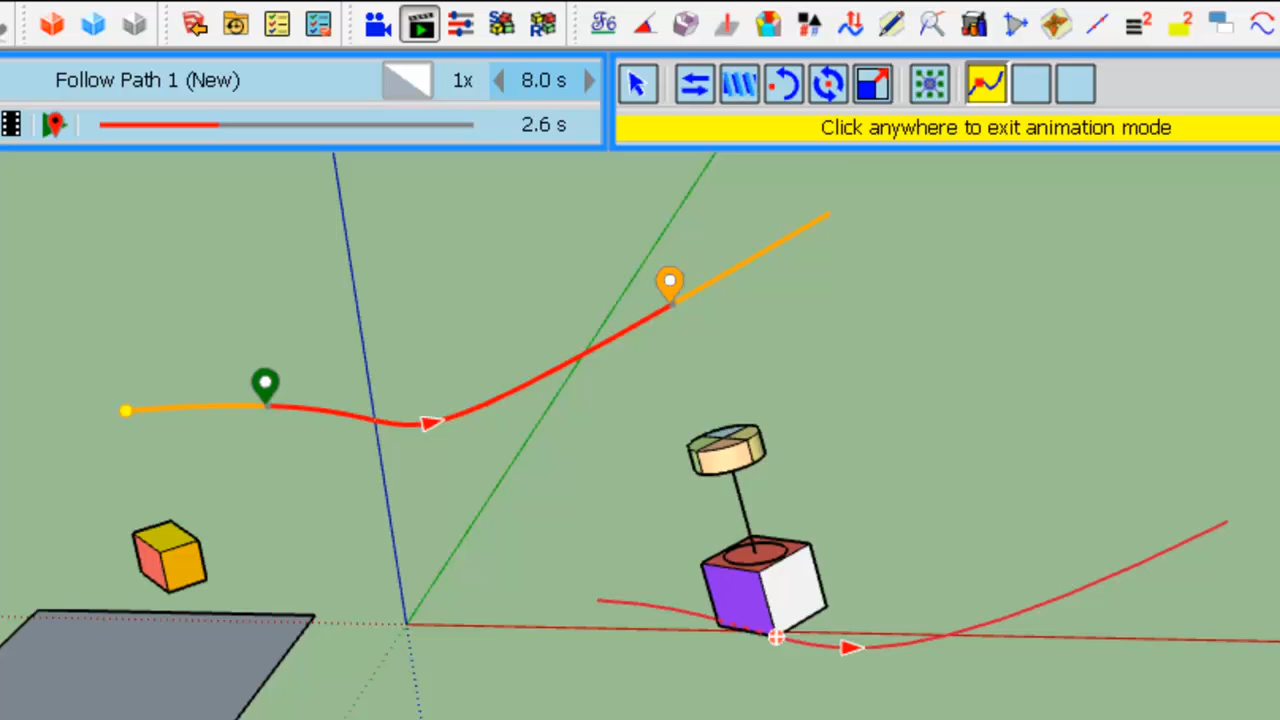 Follow Path 1 (New)
1x
8.0 s
2.6 s
Click anywhere to exit animation mode